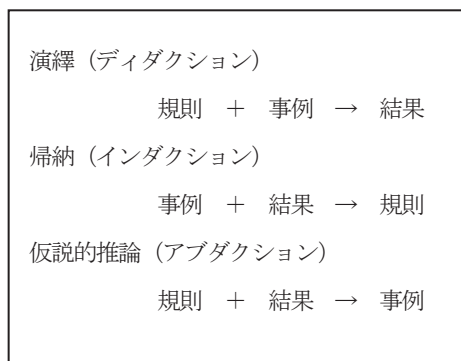 演繹（ディダクション）
規則 ＋ 事例 → 結果
帰納（インダクション）
事例 ＋ 結果 → 規則
仮説的推論（アブダクション）
規則 ＋ 結果 → 事例